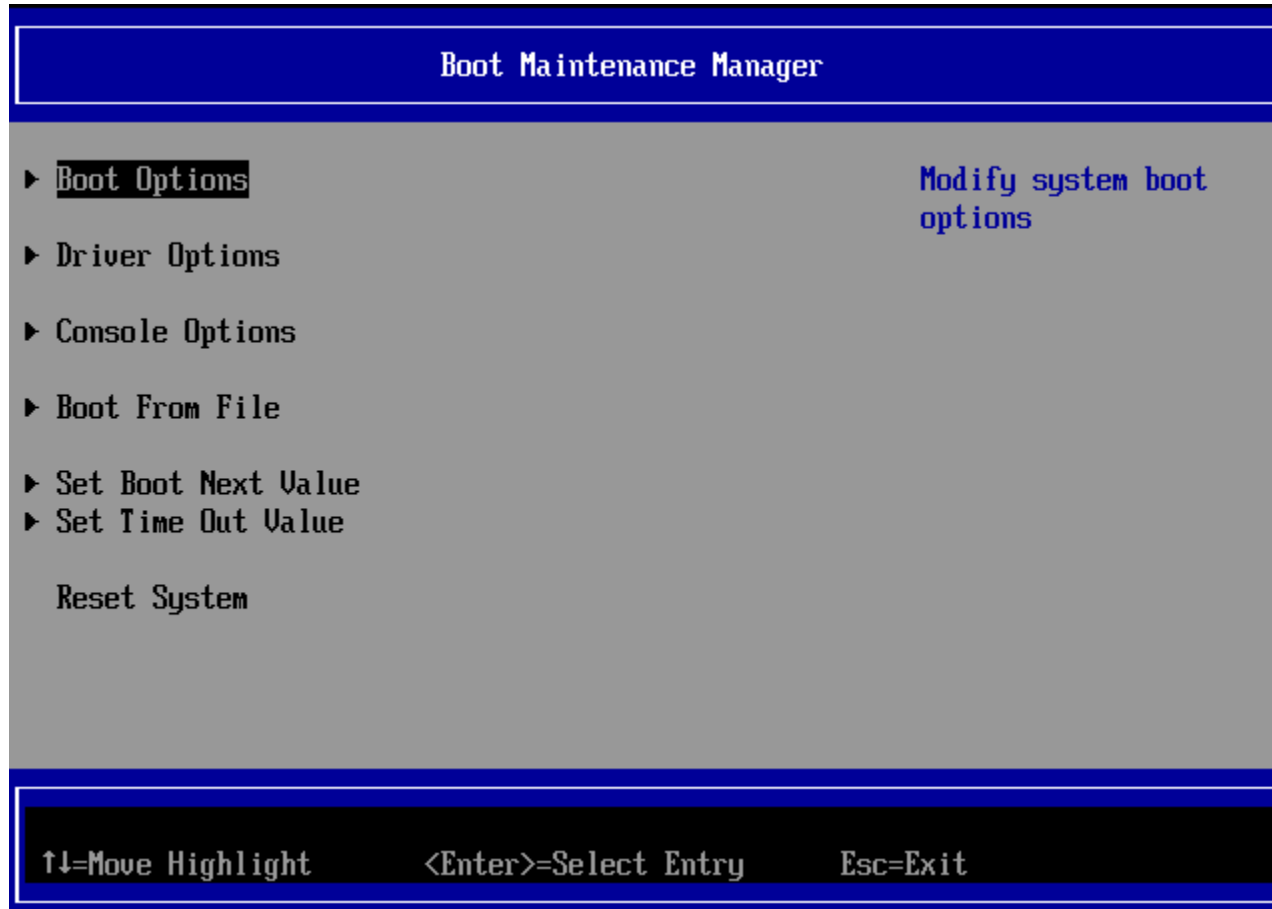 Boot Maintenance Manager
▶ Boot Options
Modify system boot
options
▶ Driver Options
▶ Console Options
▶ Boot From File
▶ Set Boot Next Value
▶ Set Time Out Value
Reset System
↑↓=Move Highlight <Enter>=Select Entry Esc=Exit